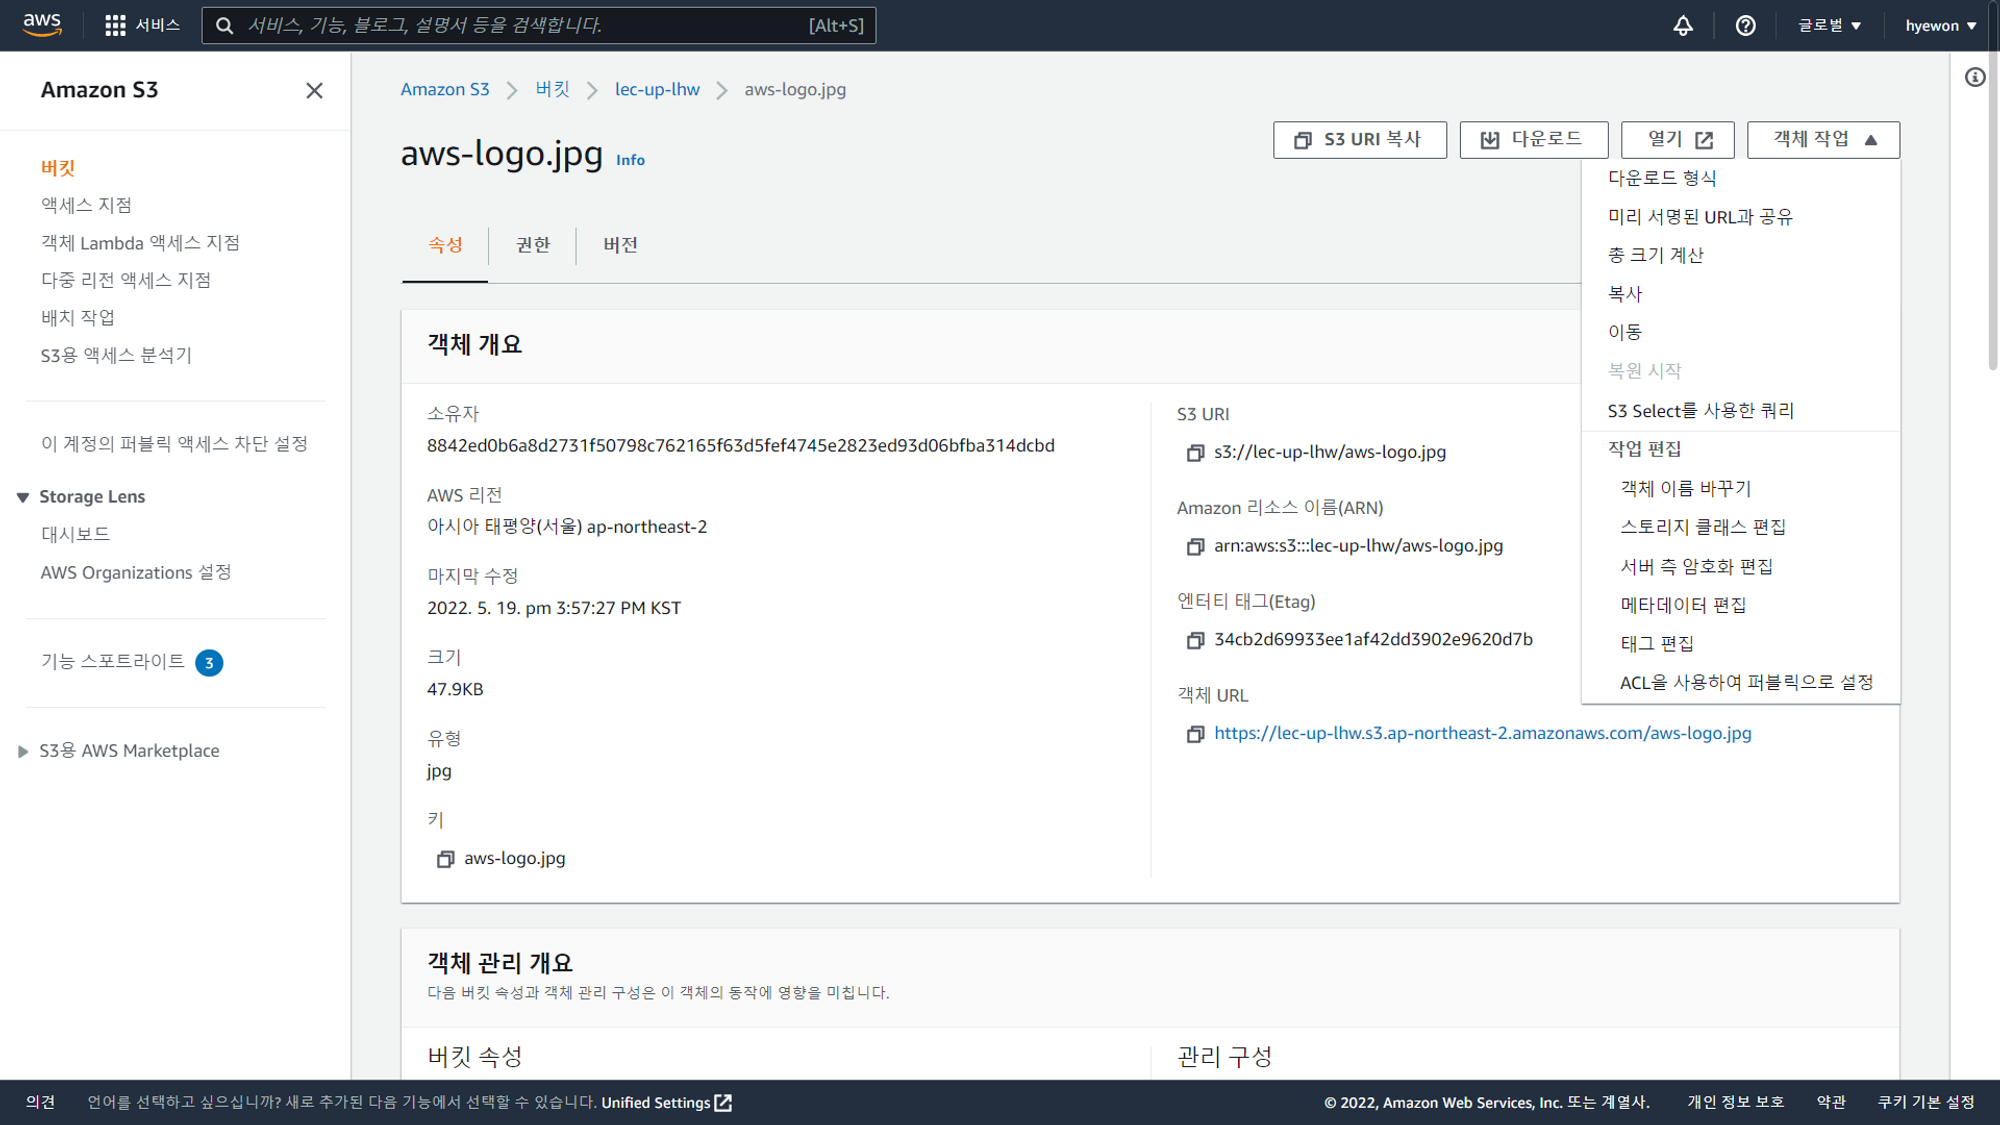 aws 서비스 서비스, 기능, 블로그, 설명서 등을 검색합니다. [Alt+S] 글로벌 hyewon
Amazon S3
버킷
액세스 지점
객체 Lambda 액세스 지점
다중 리전 액세스 지점
배치 작업
S3용 액세스 분석기
이 계정의 퍼블릭 액세스 차단 설정
Storage Lens
대시보드
AWS Organizations 설정
기능 스포트라이트 3
S3용 AWS Marketplace
Amazon S3 버킷 lec-up-lhw aws-logo.jpg
aws-logo.jpg Info
S3 URI 복사 다운로드 열기 객체 작업
다운로드 형식
미리 서명된 URL과 공유
총 크기 계산
복사
이동
복원 시작
S3 Select를 사용한 쿼리
작업 편집
객체 이름 바꾸기
스토리지 클래스 편집
서버 측 암호화 편집
메타데이터 편집
태그 편집
ACL을 사용하여 퍼블릭으로 설정
속성 권한 버전
객체 개요
소유자
8842ed0b6a8d2731f50798c762165f63d5fef4745e2823ed93d06bfba314dcbd
AWS 리전
아시아 태평양(서울) ap-northeast-2
마지막 수정
2022. 5. 19. pm 3:57:27 PM KST
크기
47.9KB
유형
jpg
키
aws-logo.jpg
S3 URI
s3://lec-up-lhw/aws-logo.jpg
Amazon 리소스 이름(ARN)
arn:aws:s3:::lec-up-lhw/aws-logo.jpg
엔터티 태그(Etag)
34cb2d69933ee1af42dd3902e9620d7b
객체 URL
https://lec-up-lhw.s3.ap-northeast-2.amazonaws.com/aws-logo.jpg
객체 관리 개요
다음 버킷 속성과 객체 관리 구성은 이 객체의 동작에 영향을 미칩니다.
버킷 속성
관리 구성
의견 언어를 선택하고 싶으십니까? 새로 추가된 다음 기능에서 선택할 수 있습니다. Unified Settings © 2022, Amazon Web Services, Inc. 또는 계열사. 개인 정보 보호 약관 쿠키 기본 설정